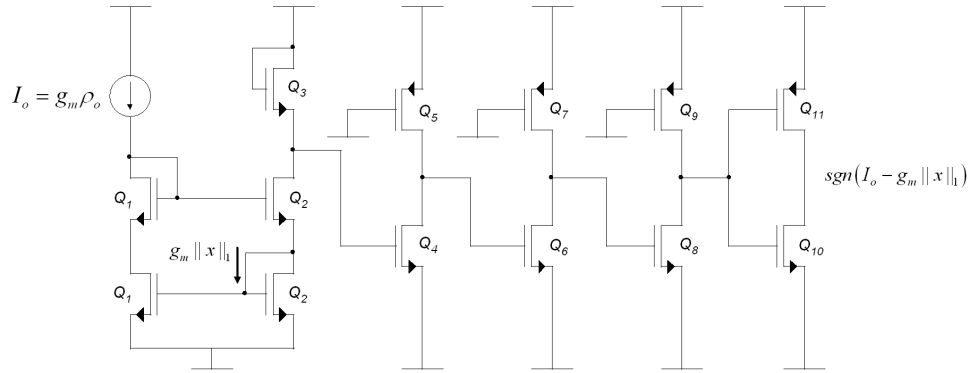 I_o = g_m ρ_o
Q_3
Q_5
Q_7
Q_9
Q_11
Q_1
Q_2
sgn(I_o − g_m || x ||_1)
g_m || x ||_1
Q_4
Q_6
Q_8
Q_10
Q_1
Q_2